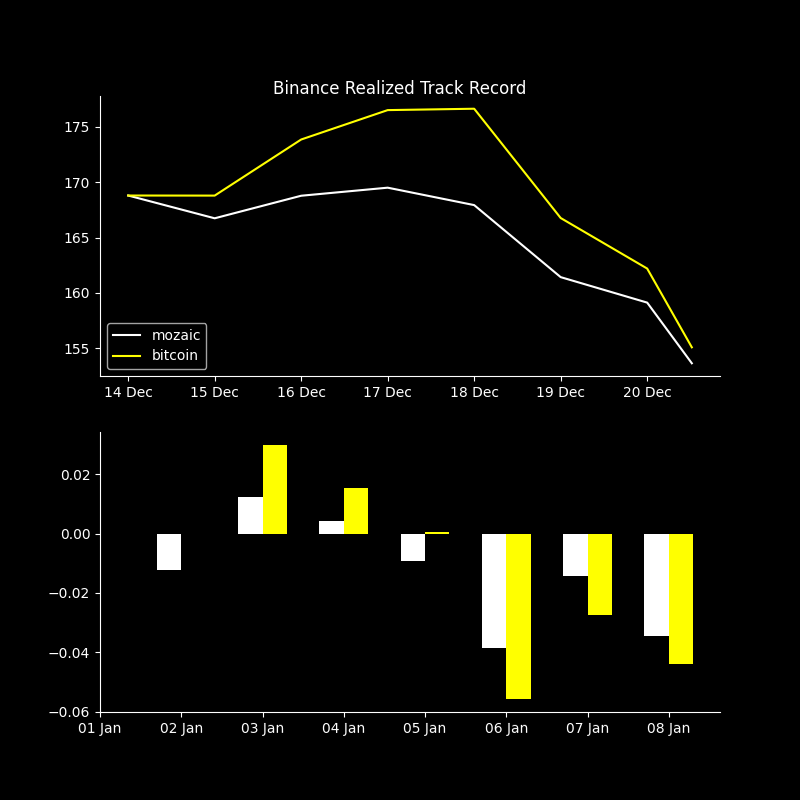 Binance Realized Track Record
175
170
165
160
155
mozaic
bitcoin
14 Dec 15 Dec 16 Dec 17 Dec 18 Dec 19 Dec 20 Dec
0.02
0.00
−0.02
−0.04
−0.06
01 Jan 02 Jan 03 Jan 04 Jan 05 Jan 06 Jan 07 Jan 08 Jan